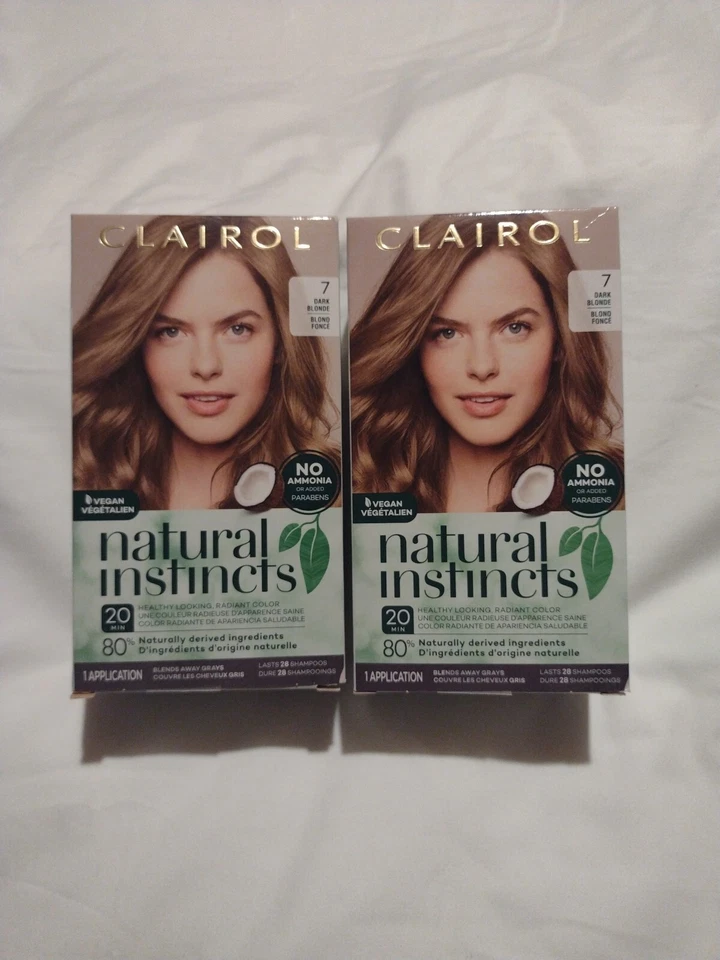 CLAIROL
7
DARK
BLONDE
BLOND
FONCÉ
NO
AMMONIA
OR ADDED
PARABENS
VEGAN
VÉGÉTALIEN
natural
instincts
20
MIN
HEALTHY LOOKING, RADIANT COLOR
UNE COULEUR RADIEUSE D'APPARENCE SAINE
COLOR RADIANTE DE APARIENCIA SALUDABLE
80% Naturally derived ingredients
D'ingrédients d'origine naturelle
1 APPLICATION
BLENDS AWAY GRAYS
COUVRE LES CHEVEUX GRIS
LASTS 28 SHAMPOOS
DURE 28 SHAMPOOINGS
CLAIROL
7
DARK
BLONDE
BLOND
FONCÉ
NO
AMMONIA
OR ADDED
PARABENS
VEGAN
VÉGÉTALIEN
natural
instincts
20
MIN
HEALTHY LOOKING, RADIANT COLOR
UNE COULEUR RADIEUSE D'APPARENCE SAINE
COLOR RADIANTE DE APARIENCIA SALUDABLE
80% Naturally derived ingredients
D'ingrédients d'origine naturelle
1 APPLICATION
BLENDS AWAY GRAYS
COUVRE LES CHEVEUX GRIS
LASTS 28 SHAMPOOS
DURE 28 SHAMPOOINGS